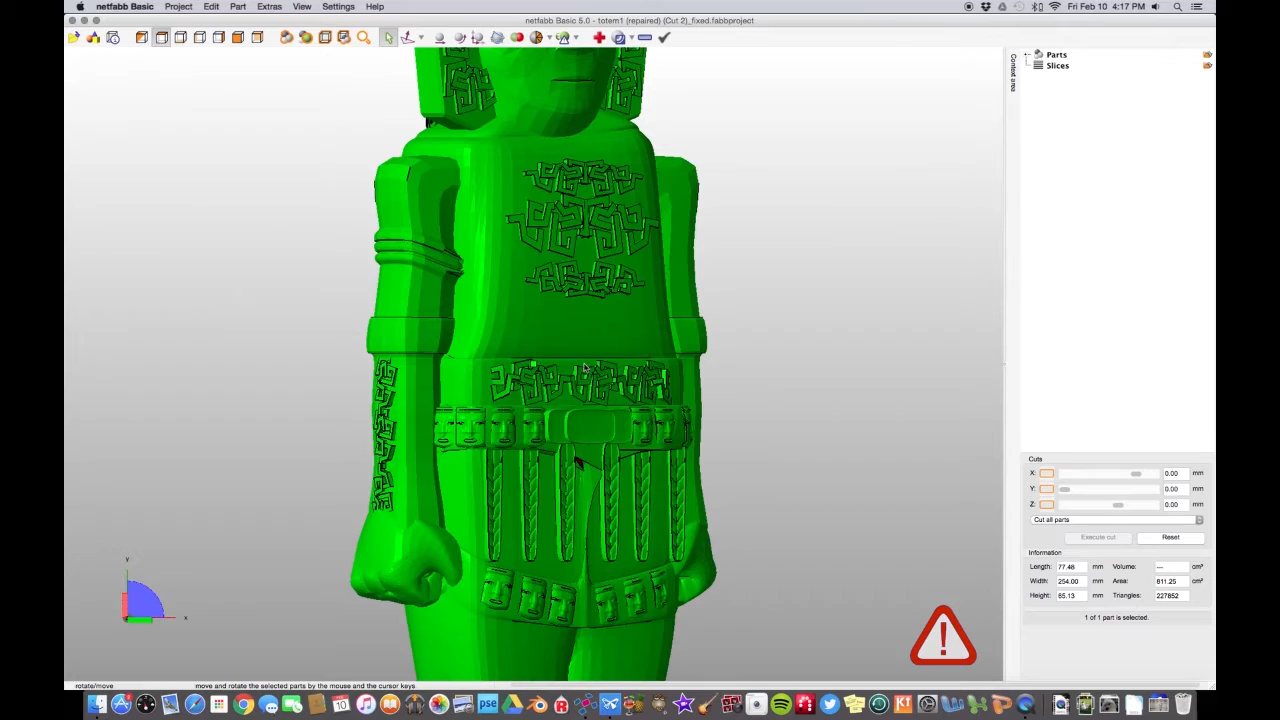 netfabb Basic Project Edit Part Extras View Settings Help Fri Feb 10 4:17 PM
netfabb Basic 5.0 - totem1 (repaired) (Cut 2)_fixed.fabbproject
Context area
Parts
Slices
Cuts
X: 0.00 mm
Y: 0.00 mm
Z: 0.00 mm
Cut all parts
Execute cut Reset
Information
Length: 77.48 mm Volume: --- cm³
Width: 254.00 mm Area: 811.25 cm²
Height: 65.13 mm Triangles: 227852
1 of 1 part is selected.
y
x
!
rotate/move move and rotate the selected parts by the mouse and the cursor keys
pse